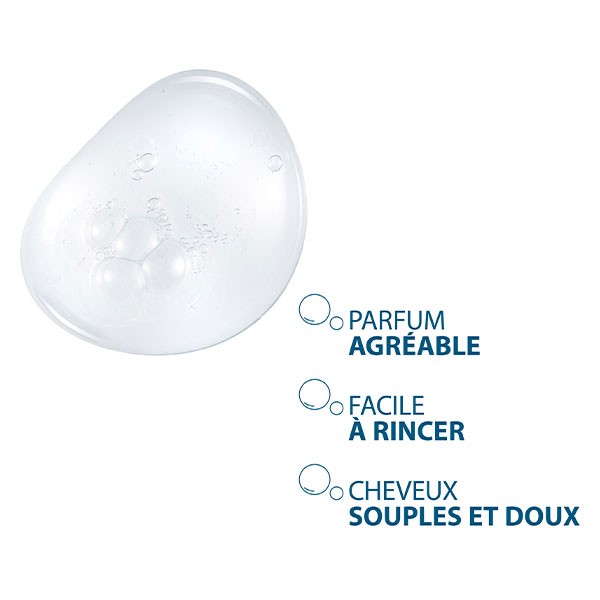 PARFUM
AGRÉABLE
FACILE
À RINCER
CHEVEUX
SOUPLES ET DOUX